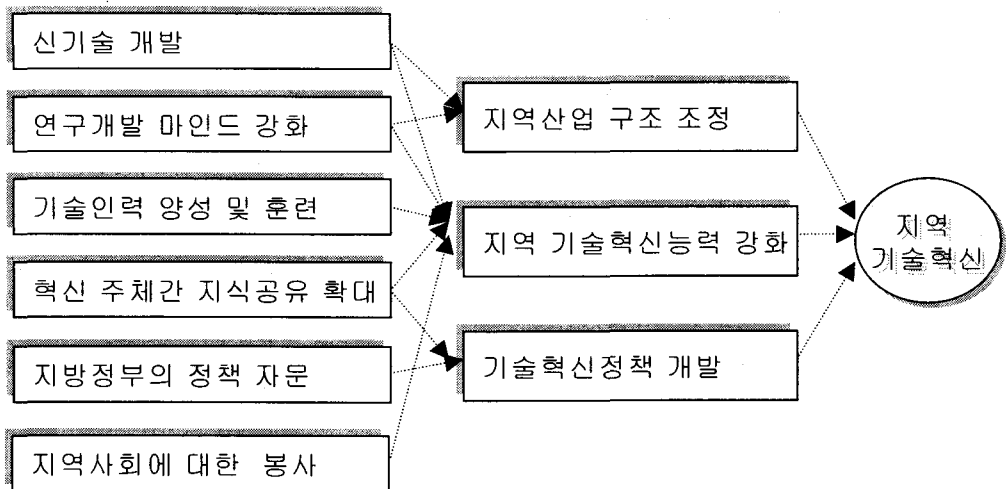 신기술 개발
연구개발 마인드 강화
기술인력 양성 및 훈련
혁신 주체간 지식공유 확대
지방정부의 정책 자문
지역사회에 대한 봉사
지역산업 구조 조정
지역 기술혁신능력 강화
기술혁신정책 개발
지역
기술혁신